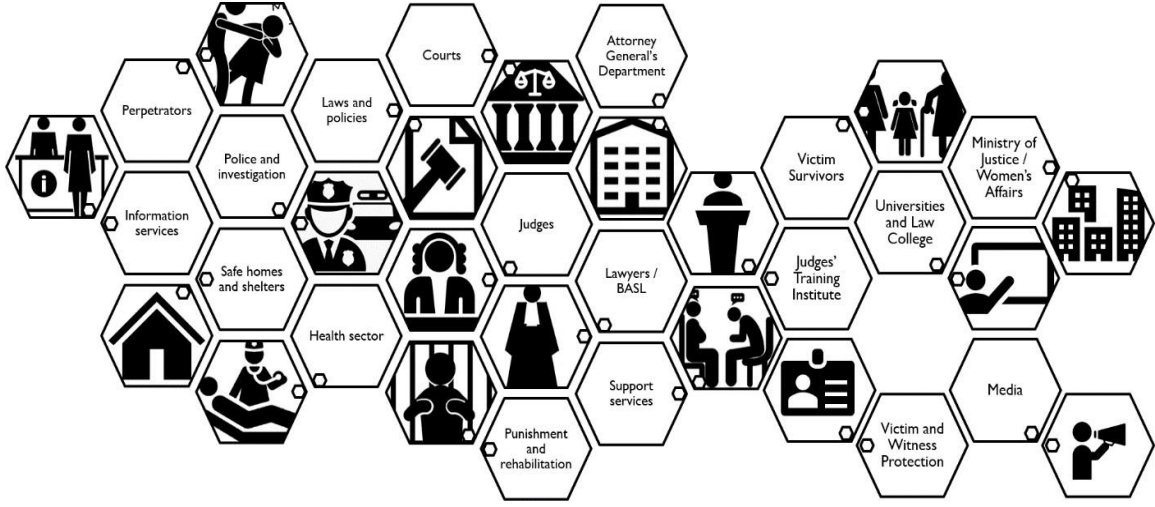 Courts
Attorney
General's
Department
Perpetrators
Laws and
policies
Police and
investigation
Victim
Survivors
Ministry of
Justice /
Women's
Affairs
Information
services
Judges
Universities
and Law
College
Safe homes
and shelters
Lawyers /
BASL
Judges'
Training
Institute
Health sector
Support
services
Media
Punishment
and
rehabilitation
Victim and
Witness
Protection